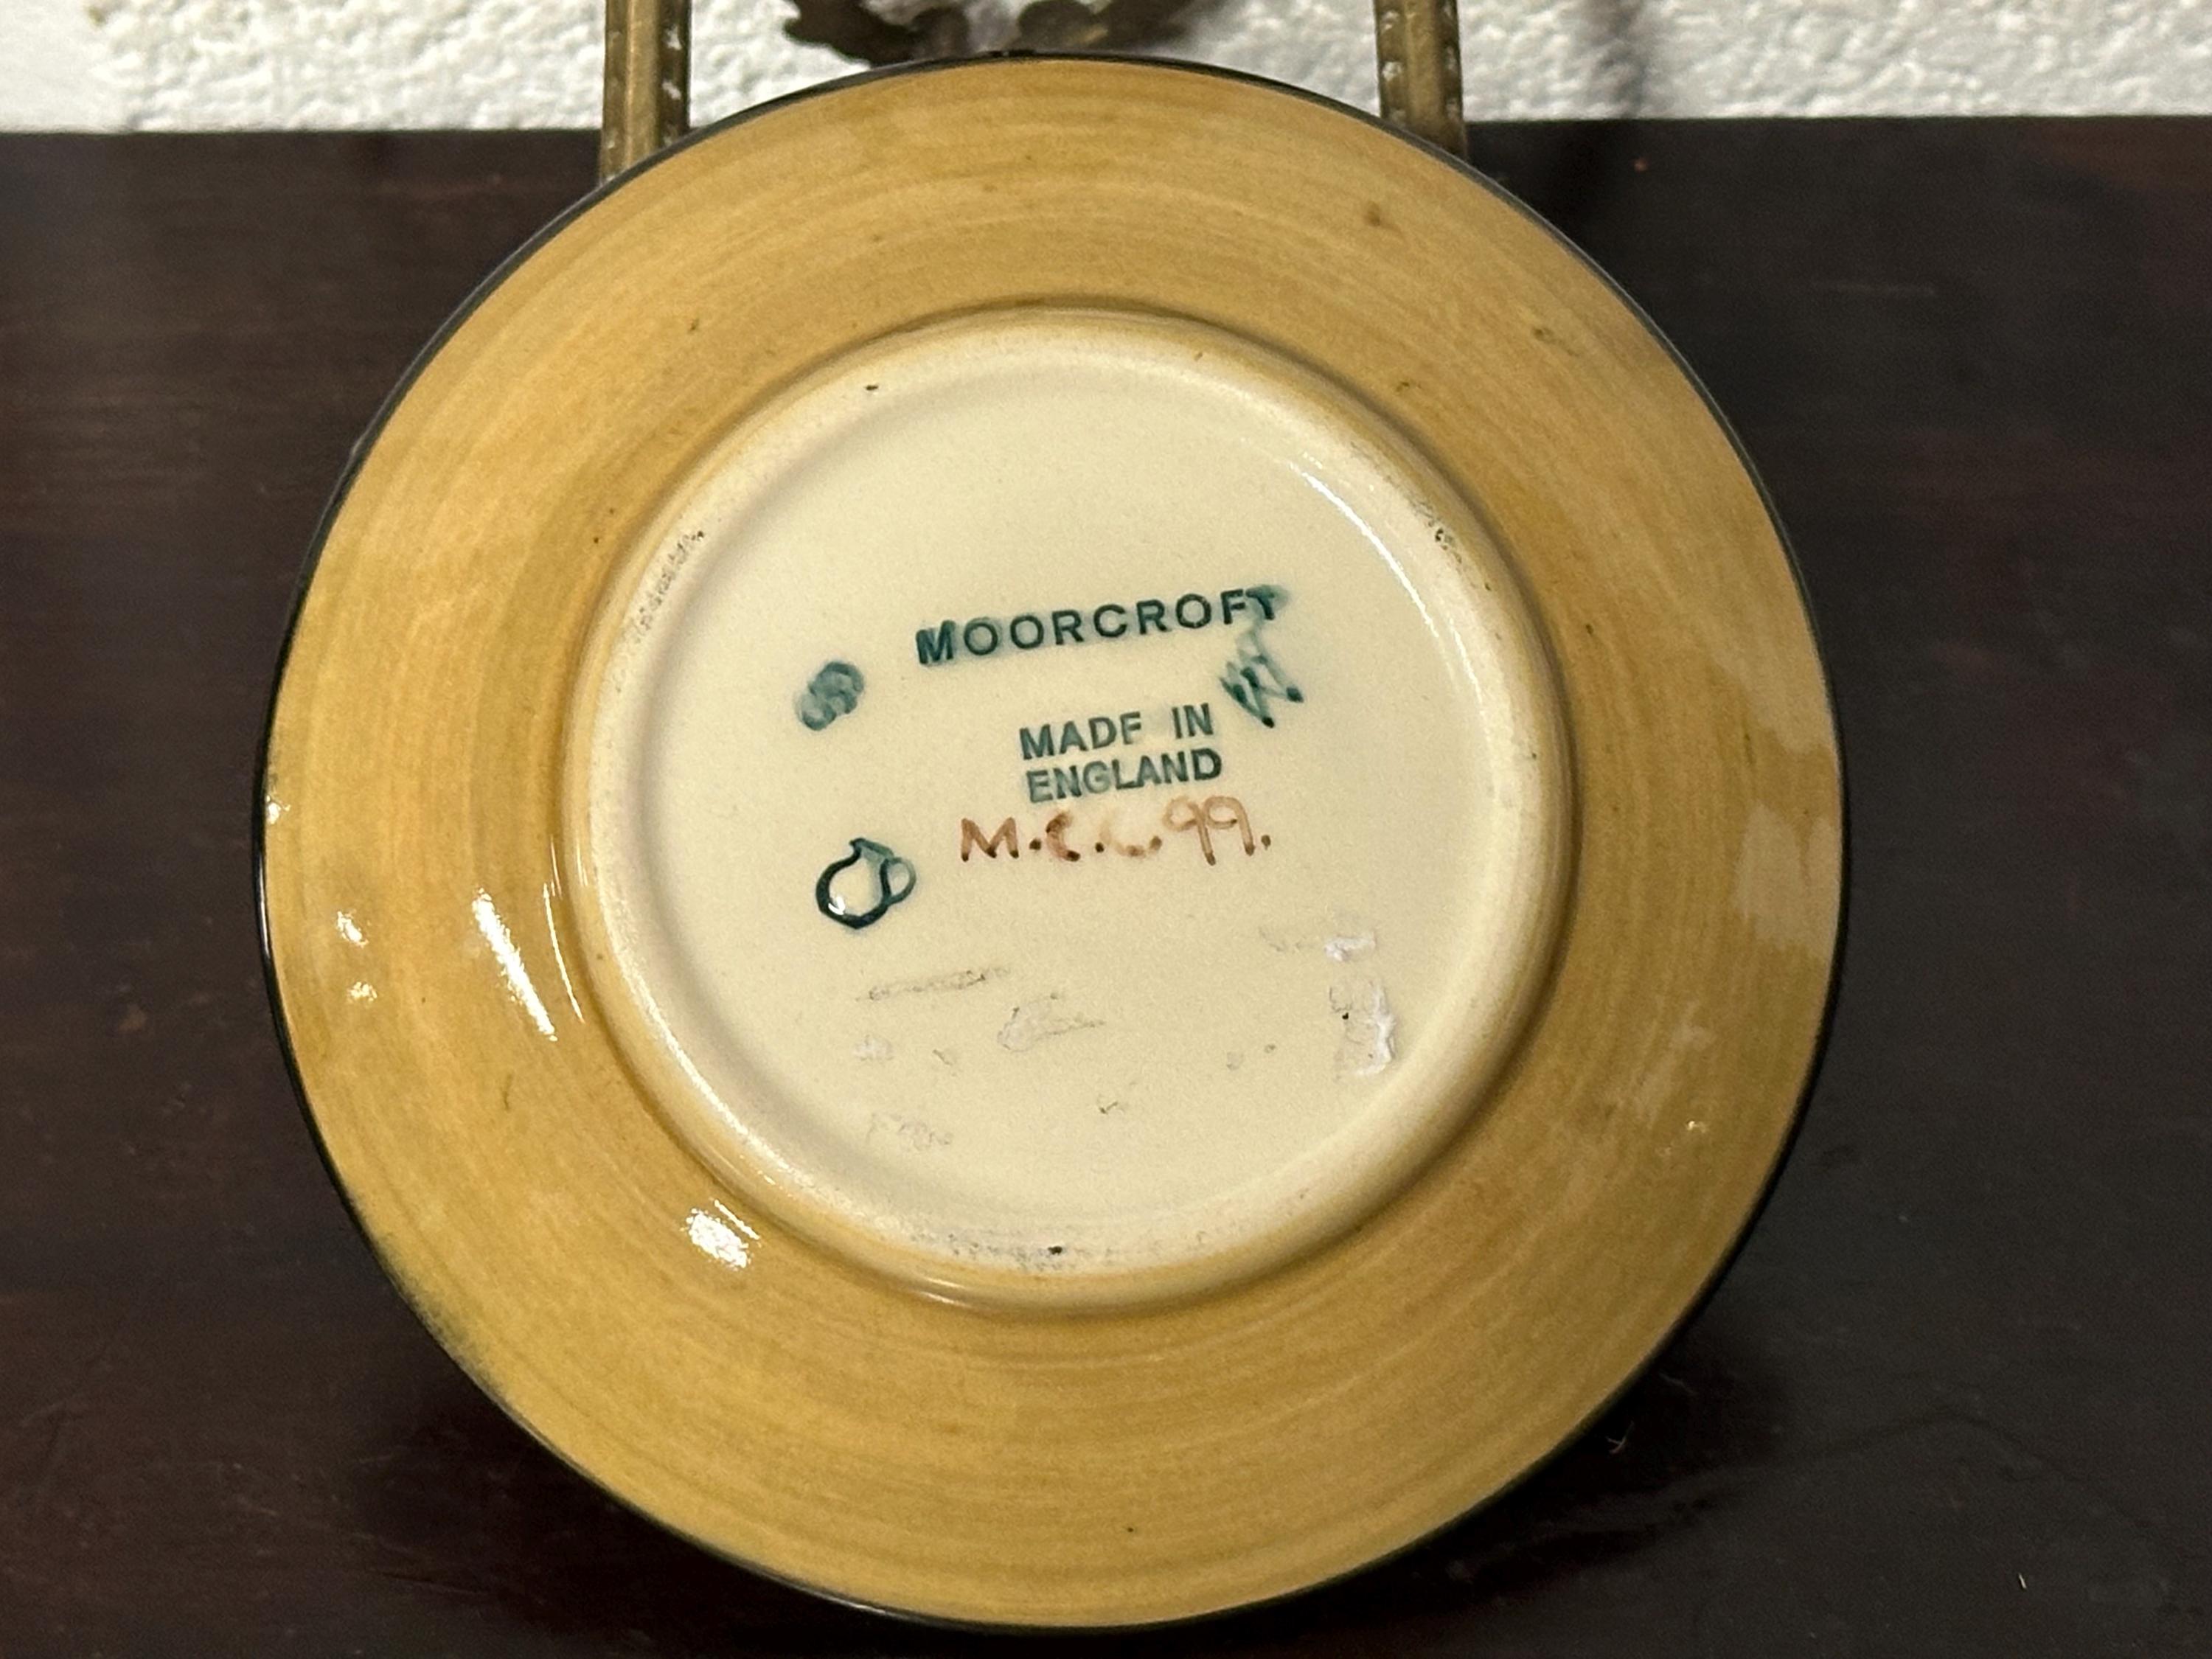 MOORCROFT
MADE IN
ENGLAND
M.C.C.99.